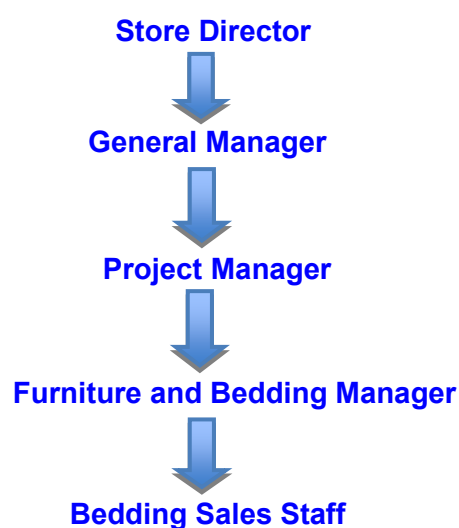 Store Director
General Manager
Project Manager
Furniture and Bedding Manager
Bedding Sales Staff